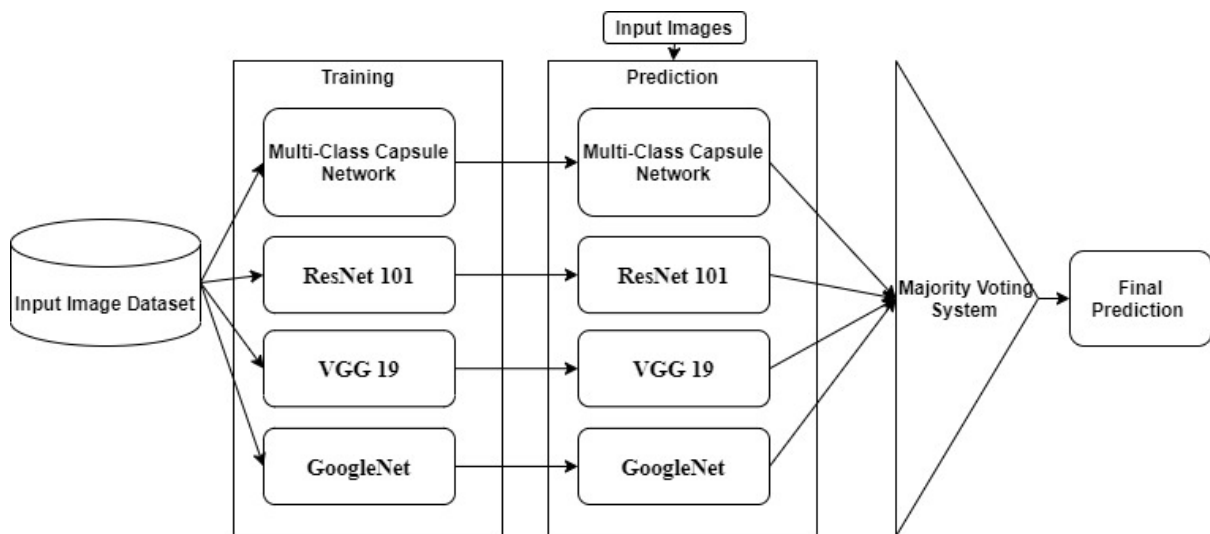 Input Images
Training
Prediction
Multi-Class Capsule
Network
Multi-Class Capsule
Network
Input Image Dataset
ResNet 101
ResNet 101
Majority Voting
System
Final
Prediction
VGG 19
VGG 19
GoogleNet
GoogleNet